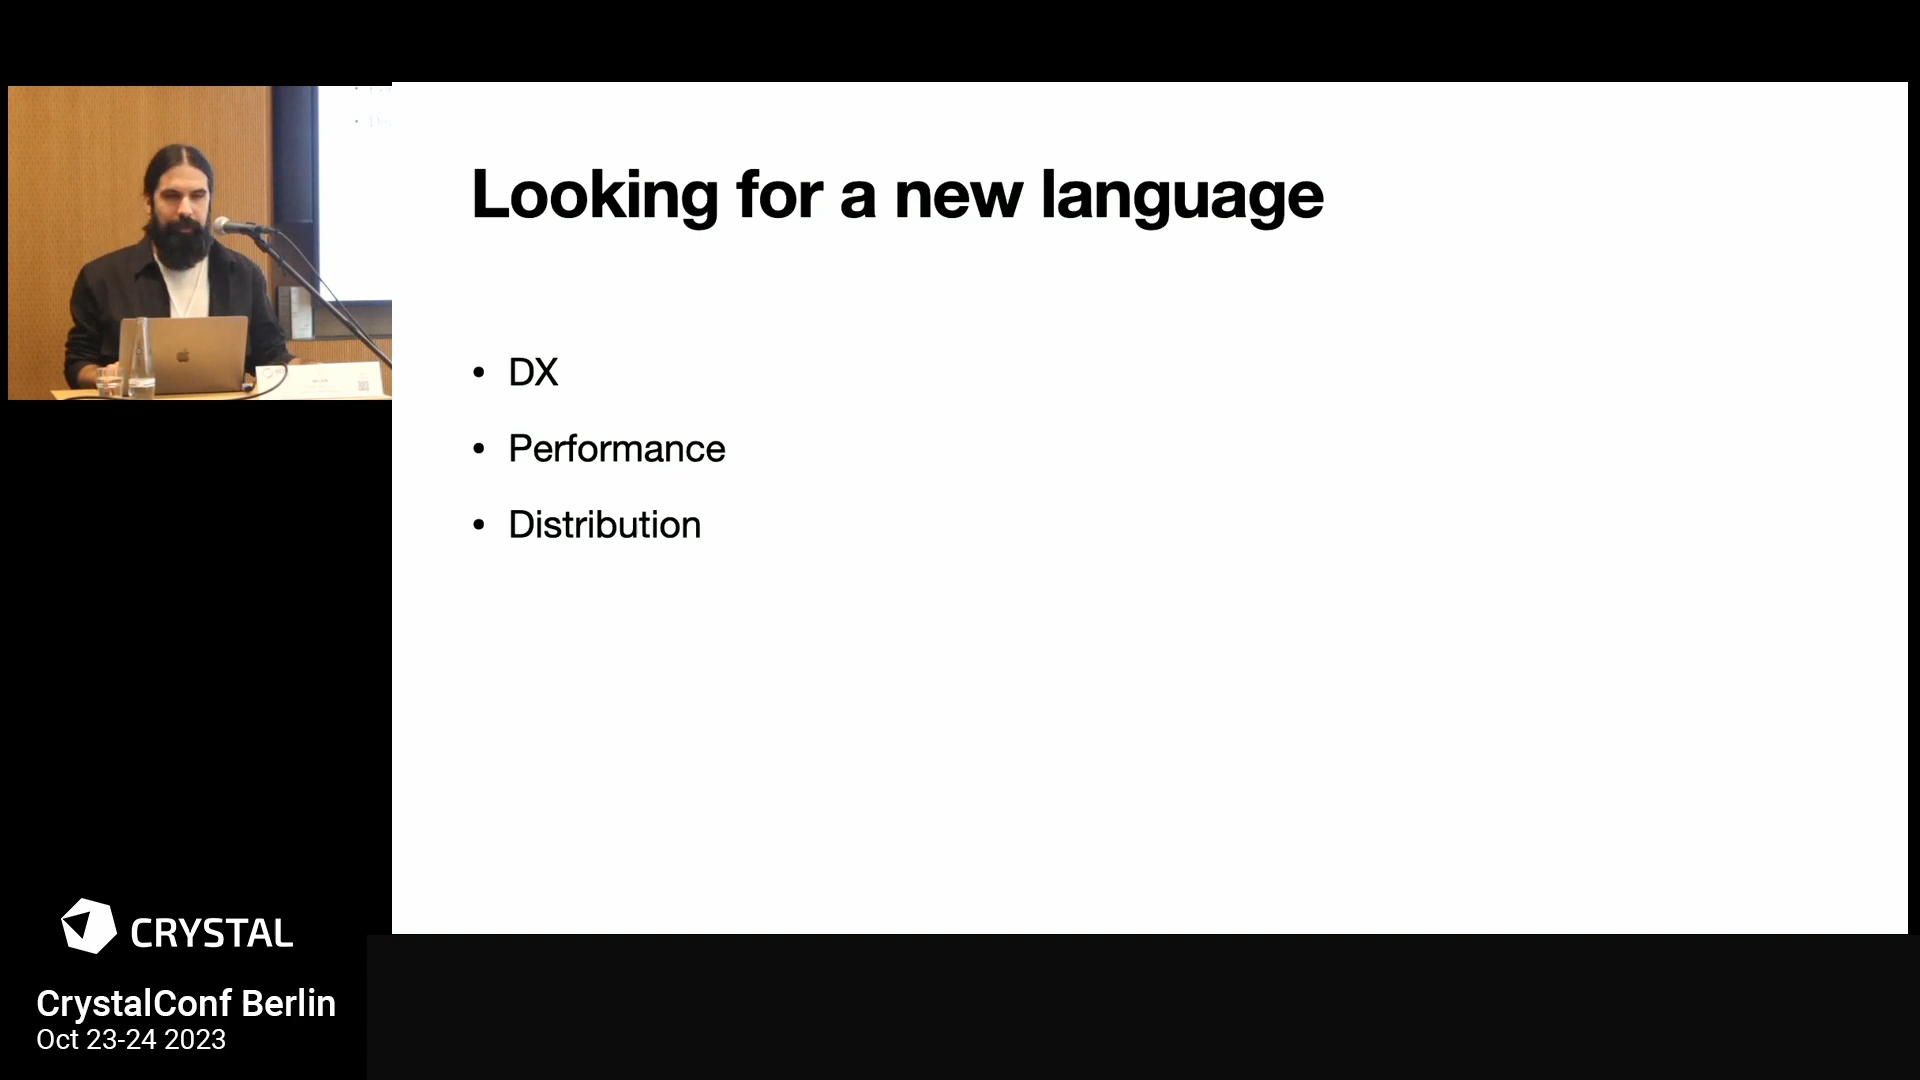 Looking for a new language
• DX
• Performance
• Distribution
CRYSTAL
CrystalConf Berlin
Oct 23-24 2023